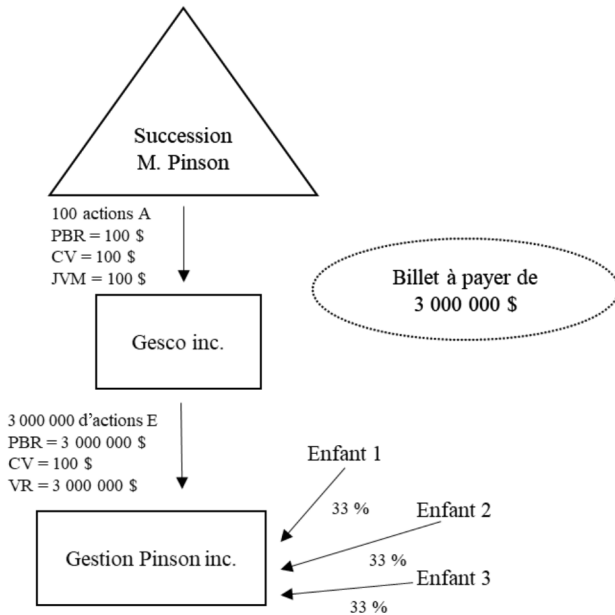 Succession
M. Pinson
100 actions A
PBR = 100 $
CV = 100 $
JVM = 100 $
Billet à payer de
3 000 000 $
Gesco inc.
3 000 000 d'actions E
PBR = 3 000 000 $
CV = 100 $
VR = 3 000 000 $
Enfant 1
33 %
Enfant 2
Gestion Pinson inc.
33 %
Enfant 3
33 %